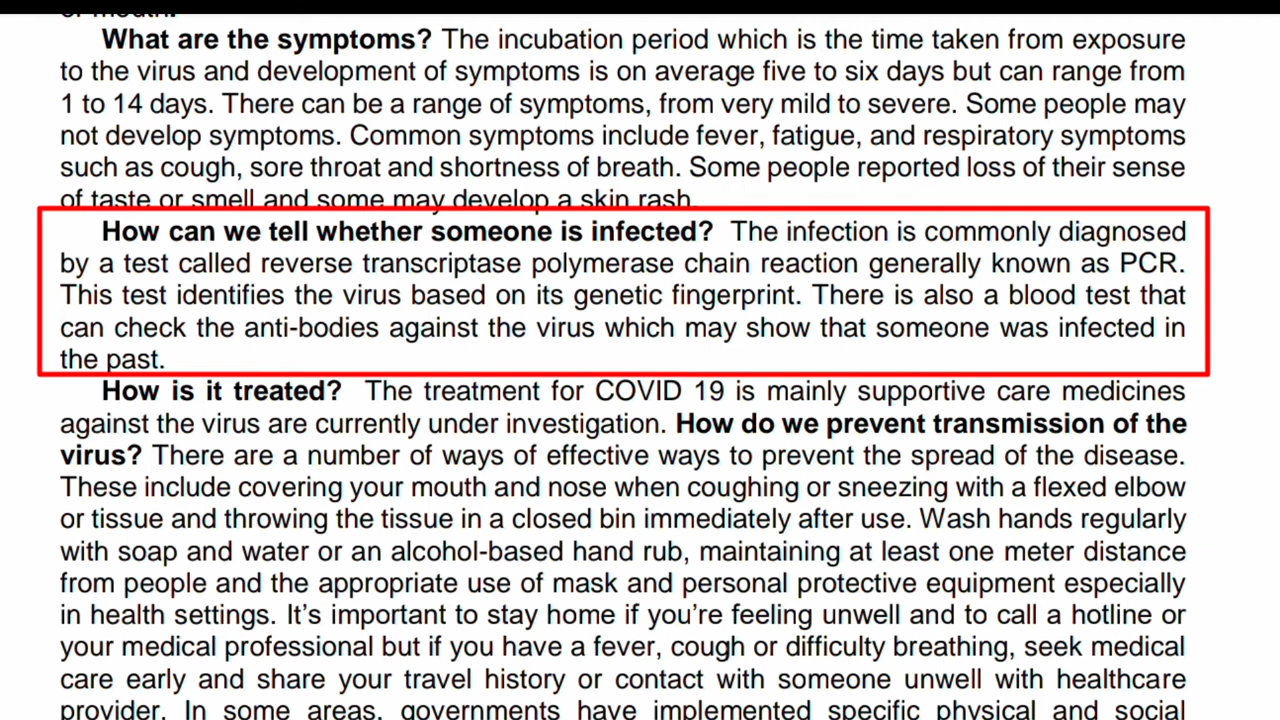 or mouth.
What are the symptoms? The incubation period which is the time taken from exposure
to the virus and development of symptoms is on average five to six days but can range from
1 to 14 days. There can be a range of symptoms, from very mild to severe. Some people may
not develop symptoms. Common symptoms include fever, fatigue, and respiratory symptoms
such as cough, sore throat and shortness of breath. Some people reported loss of their sense
of taste or smell and some may develop a skin rash.
How can we tell whether someone is infected? The infection is commonly diagnosed
by a test called reverse transcriptase polymerase chain reaction generally known as PCR.
This test identifies the virus based on its genetic fingerprint. There is also a blood test that
can check the anti-bodies against the virus which may show that someone was infected in
the past.
How is it treated? The treatment for COVID 19 is mainly supportive care medicines
against the virus are currently under investigation. How do we prevent transmission of the
virus? There are a number of ways of effective ways to prevent the spread of the disease.
These include covering your mouth and nose when coughing or sneezing with a flexed elbow
or tissue and throwing the tissue in a closed bin immediately after use. Wash hands regularly
with soap and water or an alcohol-based hand rub, maintaining at least one meter distance
from people and the appropriate use of mask and personal protective equipment especially
in health settings. It’s important to stay home if you’re feeling unwell and to call a hotline or
your medical professional but if you have a fever, cough or difficulty breathing, seek medical
care early and share your travel history or contact with someone unwell with healthcare
provider. In some areas, governments have implemented specific physical and social